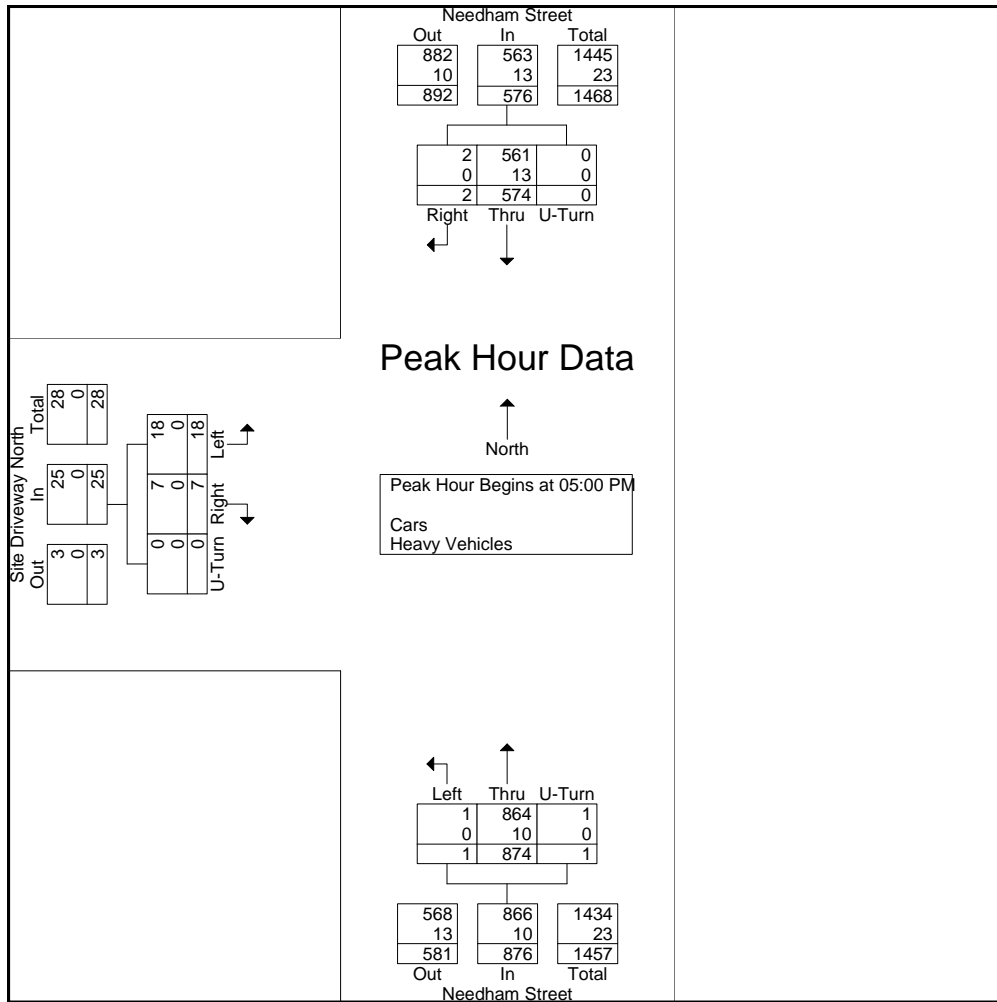 Needham Street
Out In Total
882 563 1445
10 13 23
892 576 1468
2 561 0
0 13 0
2 574 0
Right Thru U-Turn
Peak Hour Data
North
Peak Hour Begins at 05:00 PM
Cars
Heavy Vehicles
Site Driveway North
Out In Total
3 25 28
0 0 0
3 25 28
0 7 18
0 0 0
0 7 18
U-Turn Right Left
Left Thru U-Turn
1 864 1
0 10 0
1 874 1
568 866 1434
13 10 23
581 876 1457
Out In Total
Needham Street